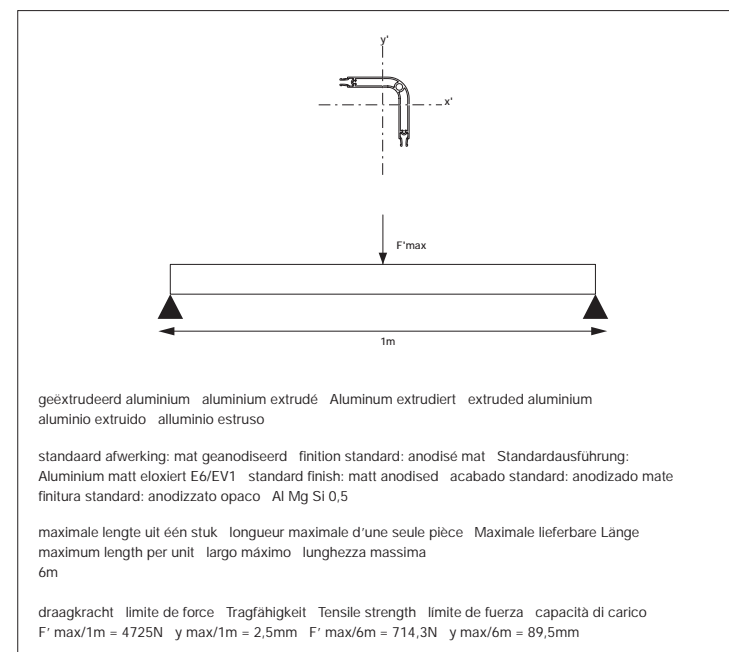 y'
x'
F'max
1m
geëxtrudeerd aluminium aluminium extrudé Aluminum extrudiert extruded aluminium
aluminio extruido alluminio estruso
standaard afwerking: mat geanodiseerd finition standard: anodisé mat Standardausführung:
Aluminium matt eloxiert E6/EV1 standard finish: matt anodised acabado standard: anodizado mate
finitura standard: anodizzato opaco Al Mg Si 0,5
maximale lengte uit één stuk longueur maximale d'une seule pièce Maximale lieferbare Länge
maximum length per unit largo máximo lunghezza massima
6m
draagkracht limite de force Tragfähigkeit Tensile strength límite de fuerza capacità di carico
F' max/1m = 4725N y max/1m = 2,5mm F' max/6m = 714,3N y max/6m = 89,5mm